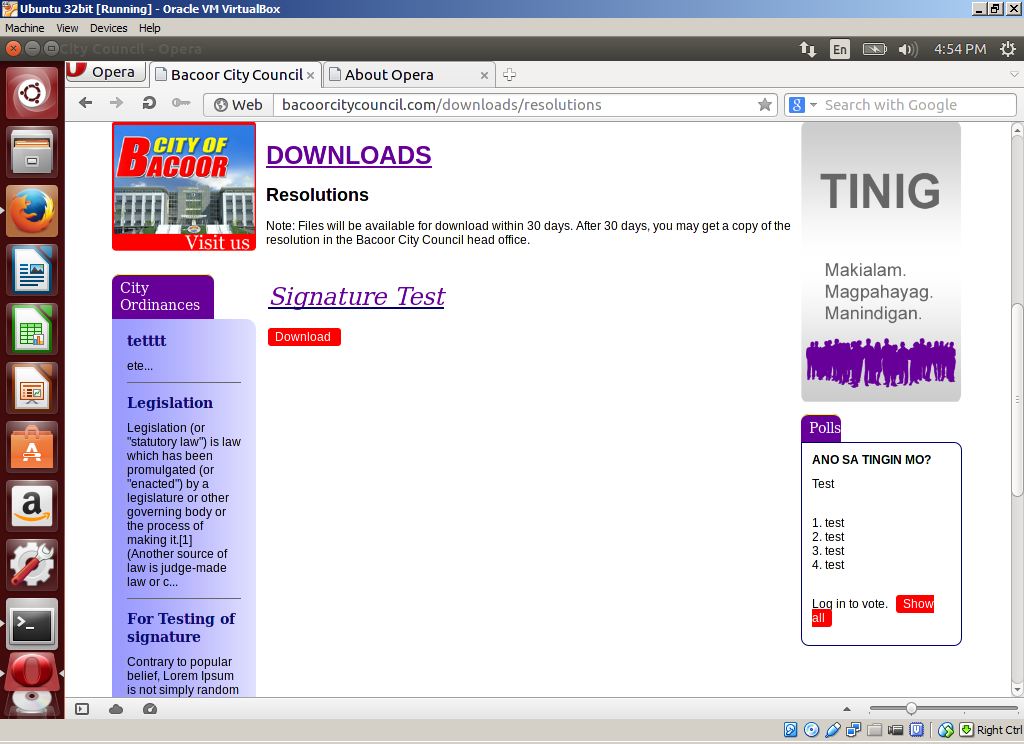 Ubuntu 32bit [Running] - Oracle VM VirtualBox
Machine View Devices Help
City Council - Opera
En
4:54 PM
Opera
Bacoor City Council
About Opera
Web
bacoorcitycouncil.com/downloads/resolutions
8
Search with Google
CITY OF
BACOOR
Visit us
DOWNLOADS
Resolutions
Note: Files will be available for download within 30 days. After 30 days, you may get a copy of the
resolution in the Bacoor City Council head office.
Signature Test
Download
City
Ordinances
tetttt
ete...
Legislation
Legislation (or
"statutory law") is law
which has been
promulgated (or
"enacted") by a
legislature or other
governing body or
the process of
making it.[1]
(Another source of
law is judge-made
law or c...
For Testing of
signature
Contrary to popular
belief, Lorem Ipsum
is not simply random
TINIG
Makialam.
Magpahayag.
Manindigan.
Polls
ANO SA TINGIN MO?
Test
1. test
2. test
3. test
4. test
Log in to vote. Show
all
Right Ctrl